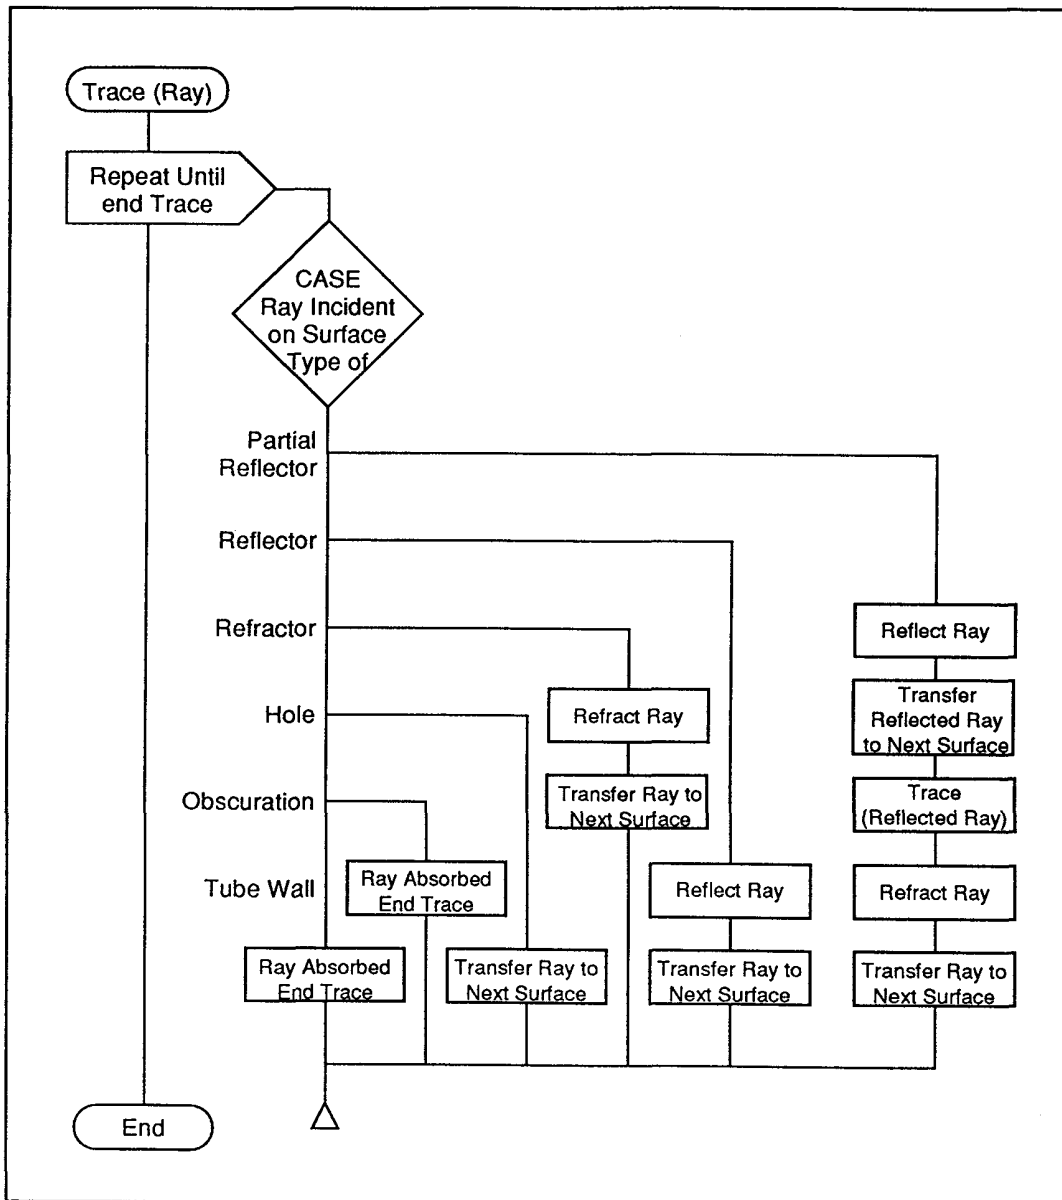 Trace (Ray)
Repeat Until
end Trace
CASE
Ray Incident
on Surface
Type of
Partial
Reflector
Reflector
Refractor
Hole
Obscuration
Tube Wall
Ray Absorbed
End Trace
Ray Absorbed
End Trace
Transfer Ray to
Next Surface
Refract Ray
Transfer Ray to
Next Surface
Reflect Ray
Transfer Ray to
Next Surface
Reflect Ray
Transfer
Reflected Ray
to Next Surface
Trace
(Reflected Ray)
Refract Ray
Transfer Ray to
Next Surface
End